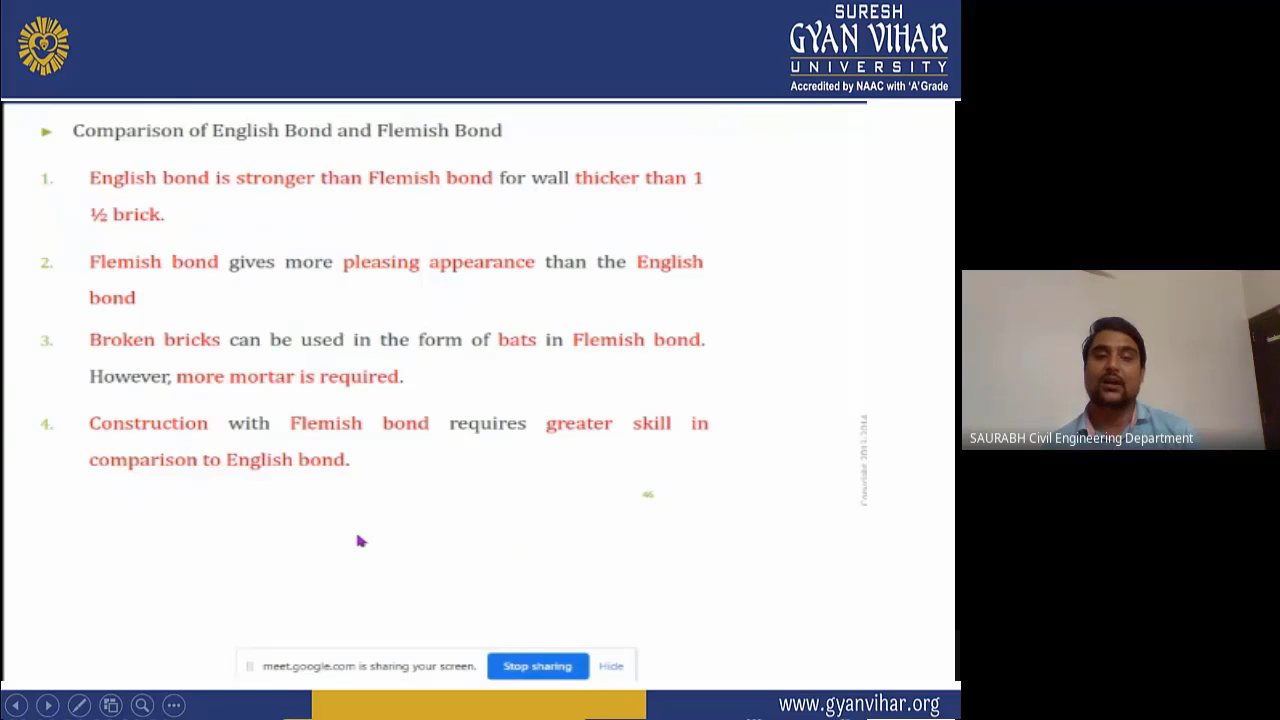 SURESH
GYAN VIHAR
UNIVERSITY
Accredited by NAAC with 'A' Grade
► Comparison of English Bond and Flemish Bond
1. English bond is stronger than Flemish bond for wall thicker than 1
½ brick.
2. Flemish bond gives more pleasing appearance than the English
bond
3. Broken bricks can be used in the form of bats in Flemish bond.
However, more mortar is required.
4. Construction with Flemish bond requires greater skill in
comparison to English bond.
46
SAURABH Civil Engineering Department
meet.google.com is sharing your screen.
Stop sharing
Hide
www.gyanvihar.org